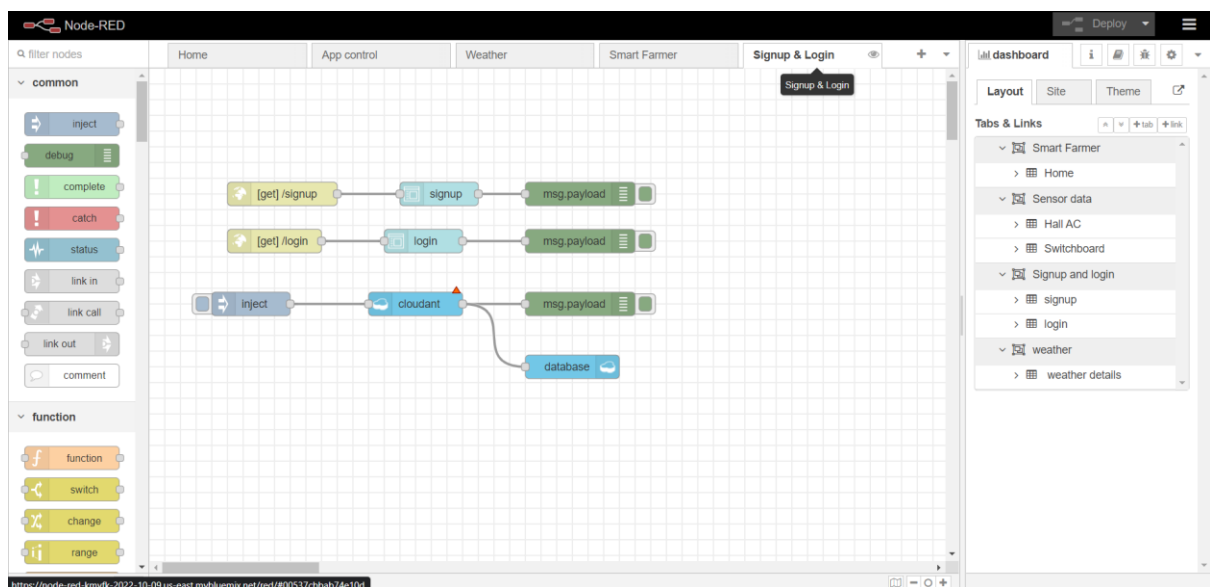 Node-RED
Deploy
filter nodes
Home
App control
Weather
Smart Farmer
Signup & Login
dashboard
i
Signup & Login
common
inject
debug
complete
catch
status
link in
link call
link out
comment
function
function
switch
change
range
[get] /signup
signup
msg.payload
[get] /login
login
msg.payload
inject
cloudant
msg.payload
database
Layout
Site
Theme
Tabs & Links
+ tab
+ link
Smart Farmer
Home
Sensor data
Hall AC
Switchboard
Signup and login
signup
login
weather
weather details